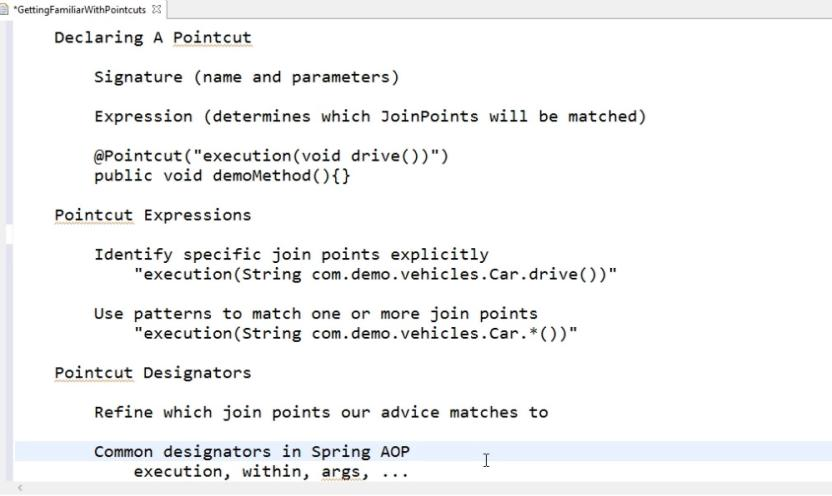 *GettingFamiliarWithPointcuts
Declaring A Pointcut
Signature (name and parameters)
Expression (determines which JoinPoints will be matched)
@Pointcut("execution(void drive())")
public void demoMethod(){}
Pointcut Expressions
Identify specific join points explicitly
"execution(String com.demo.vehicles.Car.drive())"
Use patterns to match one or more join points
"execution(String com.demo.vehicles.Car.*())"
Pointcut Designators
Refine which join points our advice matches to
Common designators in Spring AOP
execution, within, args, ...